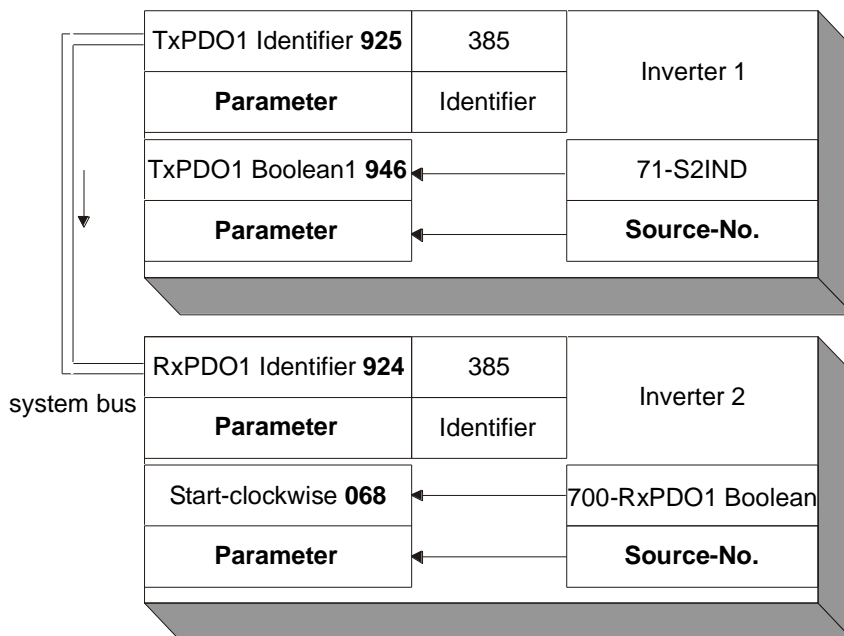 TxPDO1 Identifier 925
385
Inverter 1
Parameter
Identifier
TxPDO1 Boolean1 946
71-S2IND
Parameter
Source-No.
system bus
RxPDO1 Identifier 924
385
Inverter 2
Parameter
Identifier
Start-clockwise 068
700-RxPDO1 Boolean
Parameter
Source-No.